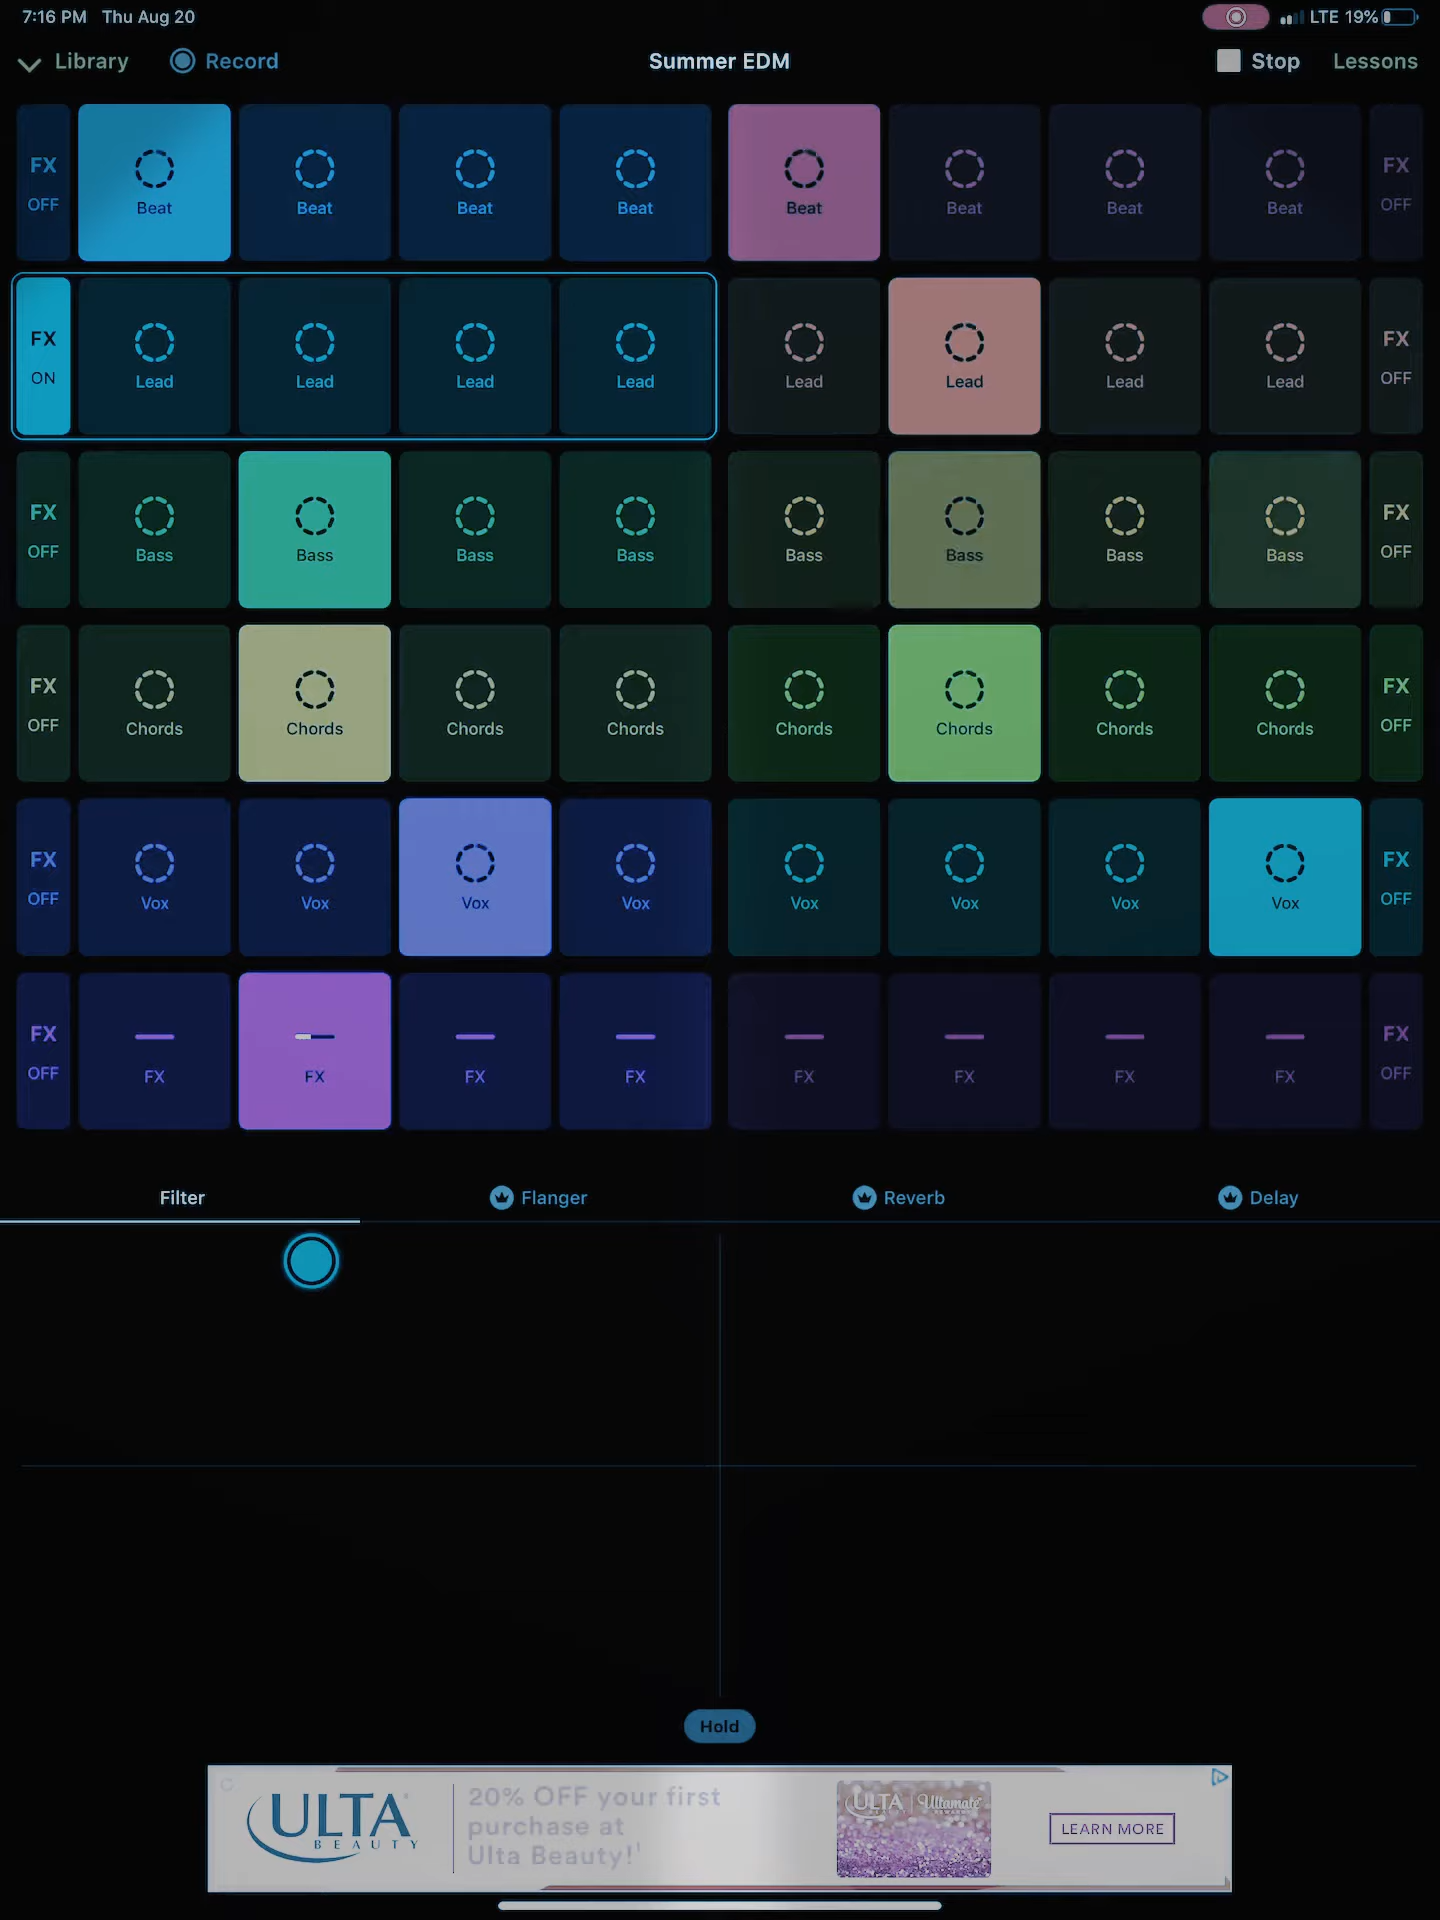 7:16 PM Thu Aug 20 LTE 19%
Library Record Summer EDM Stop Lessons
FX Beat Beat Beat Beat Beat Beat Beat Beat FX
OFF OFF
FX Lead Lead Lead Lead Lead Lead Lead Lead FX
ON OFF
FX Bass Bass Bass Bass Bass Bass Bass Bass FX
OFF OFF
FX Chords Chords Chords Chords Chords Chords Chords Chords FX
OFF OFF
FX Vox Vox Vox Vox Vox Vox Vox Vox FX
OFF OFF
FX FX FX FX FX FX FX FX FX FX
OFF OFF
Filter Flanger Reverb Delay
Hold
ULTA BEAUTY
20% OFF your first
purchase at
Ulta Beauty!¹
ULTA BEAUTY Ultamate REWARDS
LEARN MORE